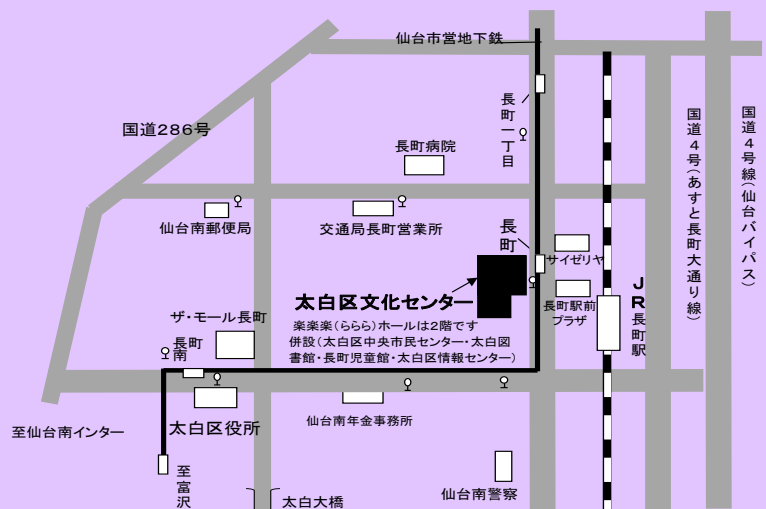 仙台市営地下鉄
国道286号
長町一丁目
長町病院
国道4号(あすと長町大通り線)
国道4号線(仙台バイパス)
仙台南郵便局
交通局長町営業所
長町
サイゼリヤ
太白区文化センター
長町駅前
プラザ
JR
長町駅
楽楽楽(ららら)ホールは2階です
併設(太白区中央市民センター・太白図
書館・長町児童館・太白区情報センター)
ザ・モール長町
長町
南
太白区役所
仙台南年金事務所
至仙台南インター
至富沢
仙台南警察
太白大橋